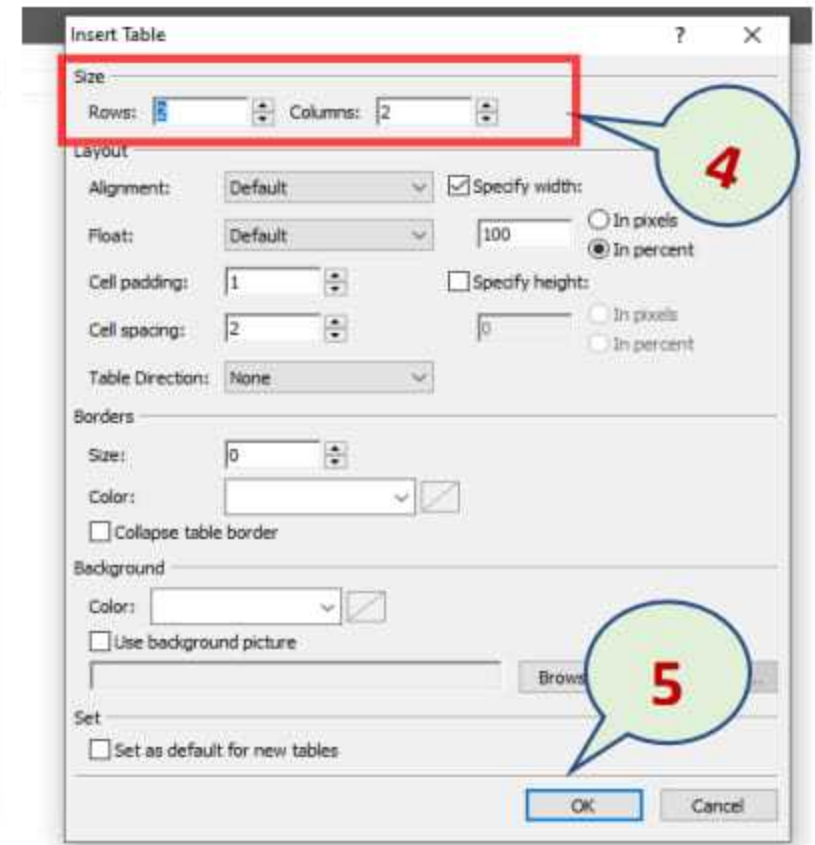 Insert Table ? ×
Size
Rows: 2 Columns: 2
4
Layout
Alignment: Default Specify width:
Float: Default 100 In pixels
In percent
Cell padding: 1 Specify height:
Cell spacing: 2 0 In pixels
In percent
Table Direction: None
Borders
Size: 0
Color:
Collapse table border
Background
Color:
Use background picture
5
Set
Set as default for new tables
OK Cancel